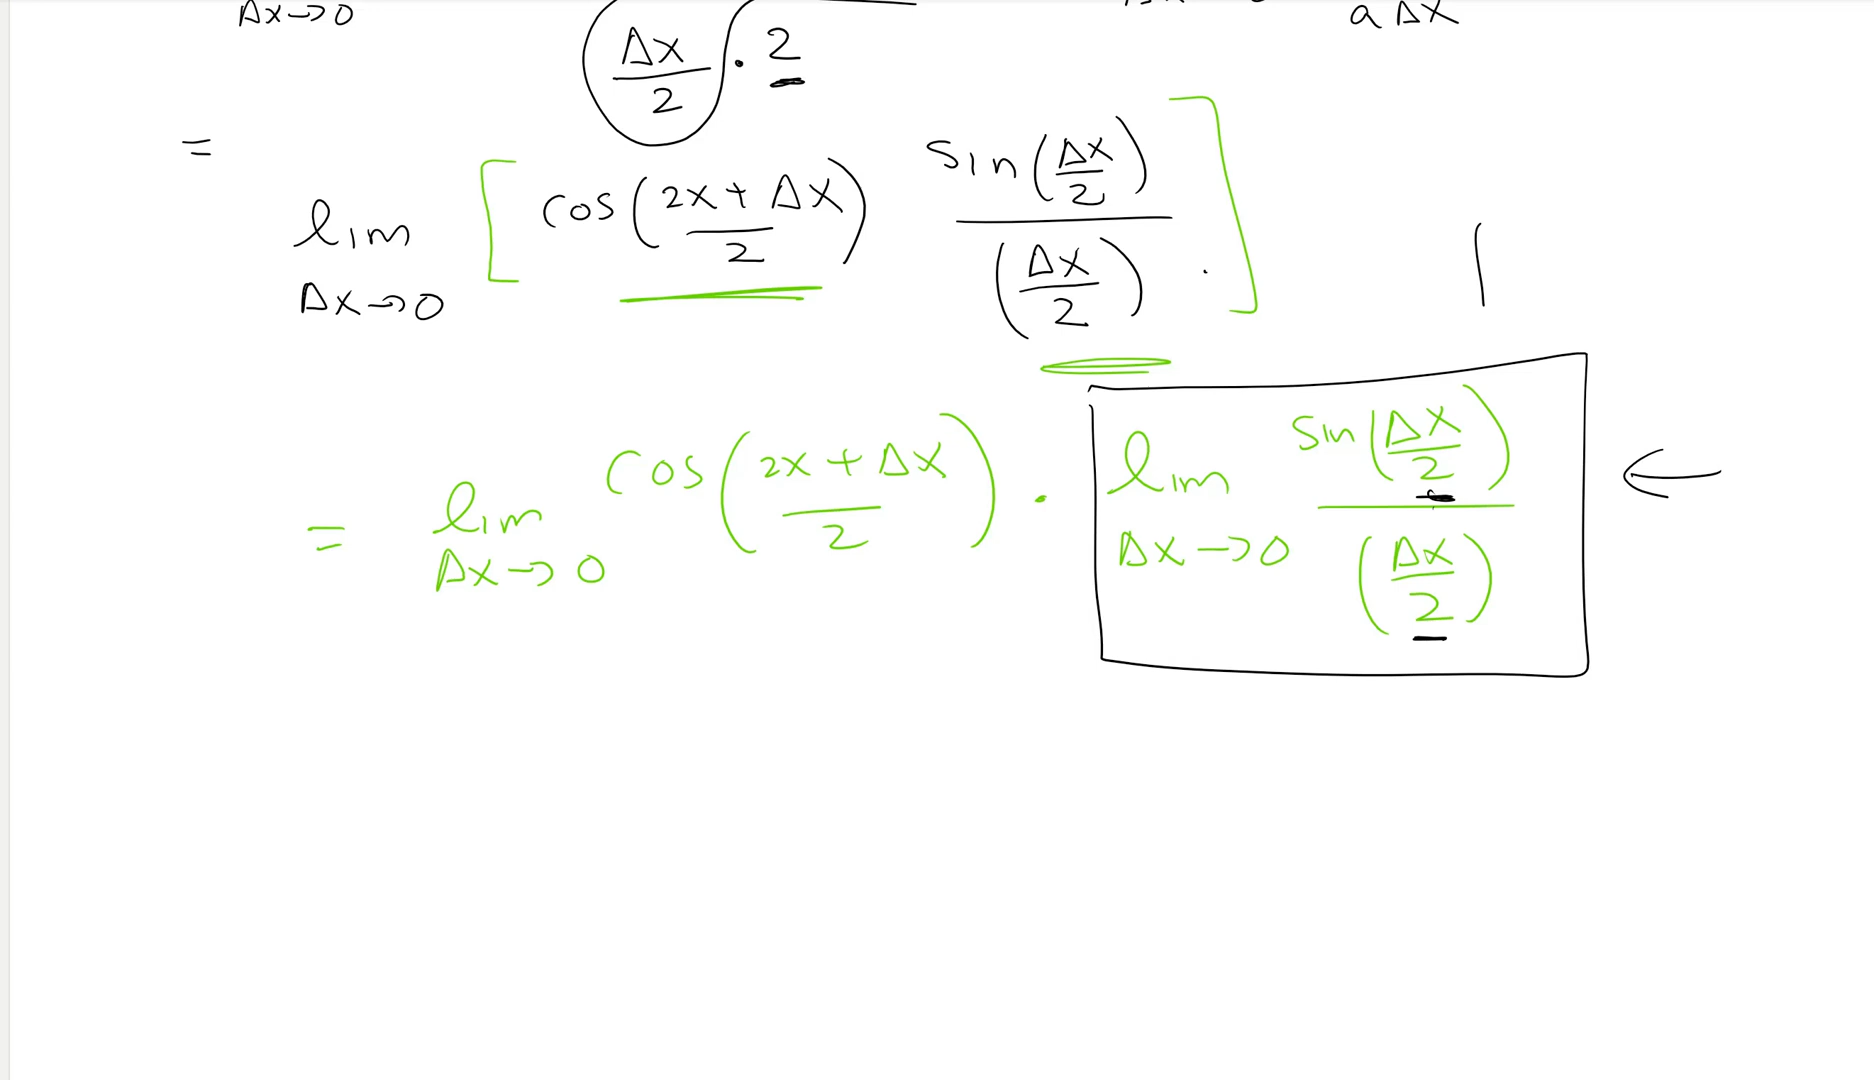 Δx→0 a Δx
Δx/2 . 2
= lim Δx→0 [ cos(2x+Δx/2) sin(Δx/2)/(Δx/2) . ] |
= lim Δx→0 cos(2x+Δx/2) . lim Δx→0 sin(Δx/2)/(Δx/2) ←